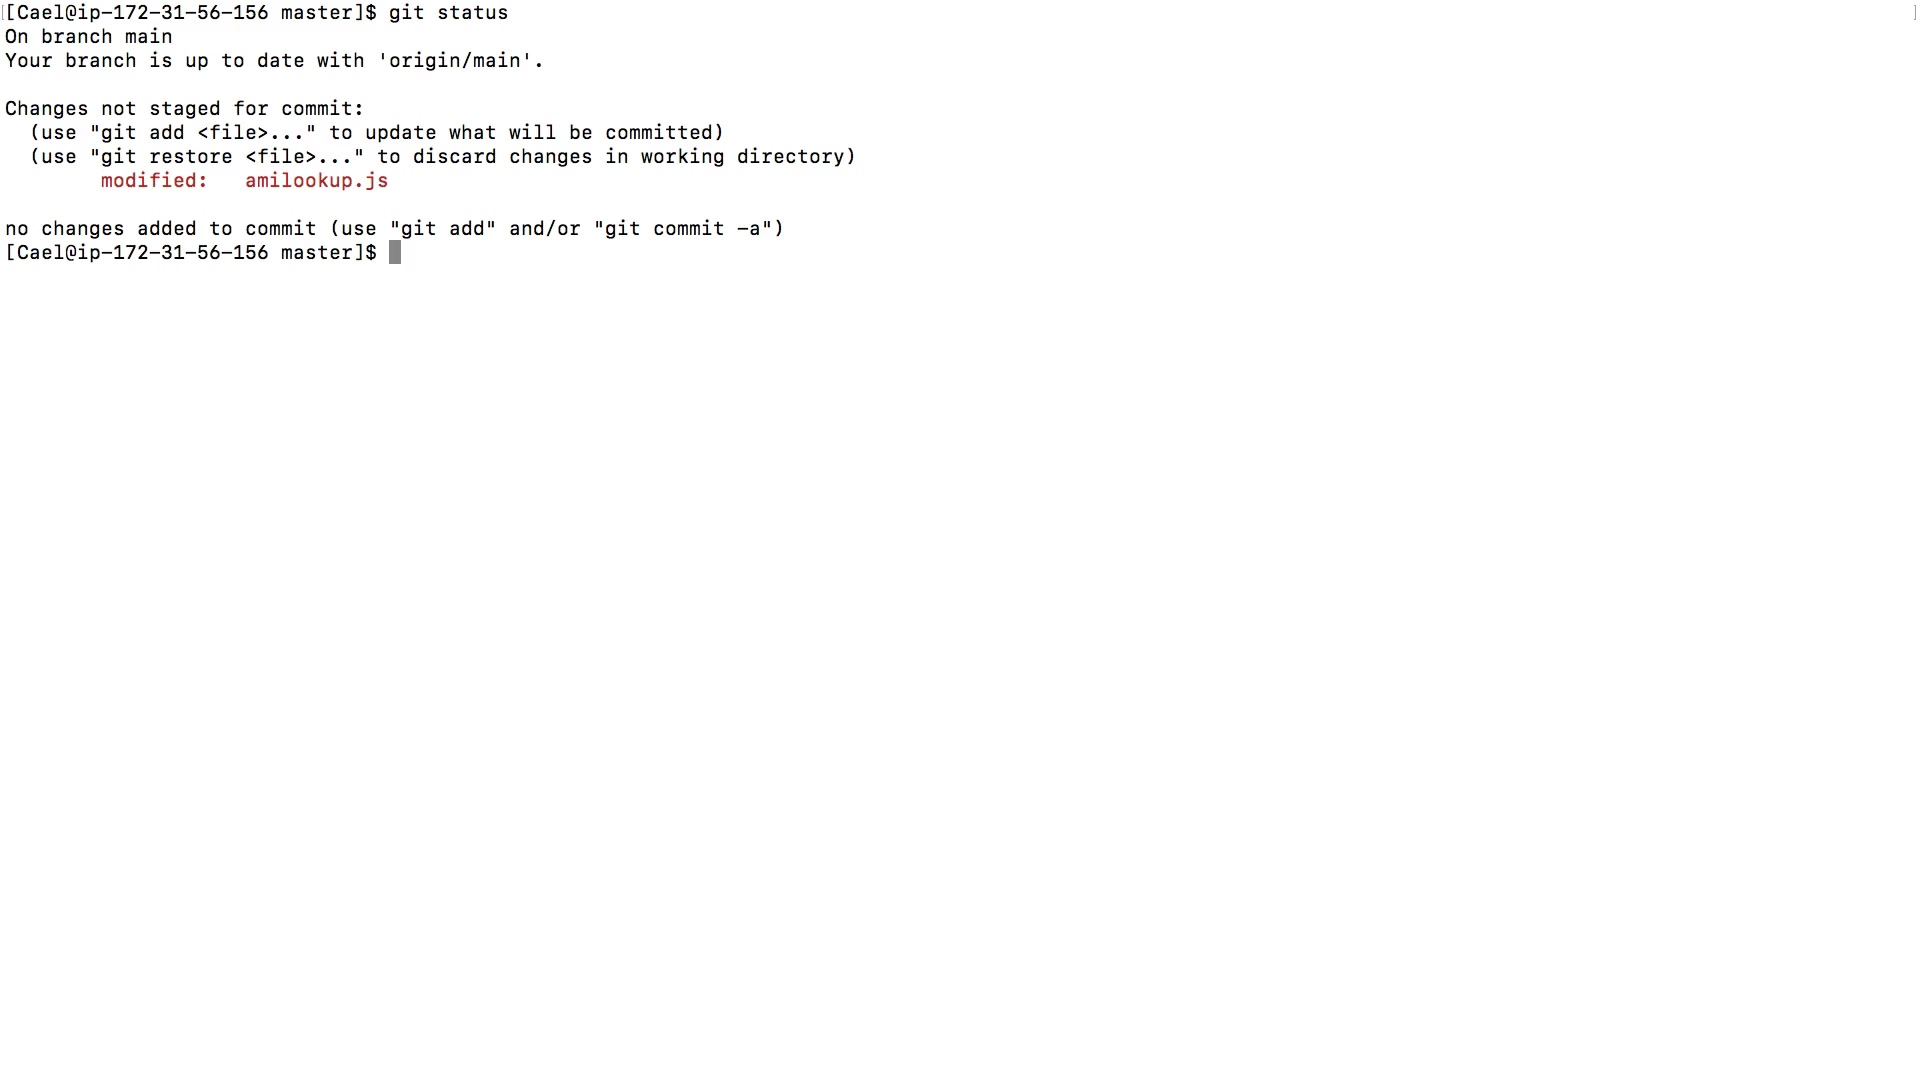 [Cael@ip-172-31-56-156 master]$ git status
On branch main
Your branch is up to date with 'origin/main'.
Changes not staged for commit:
  (use "git add <file>..." to update what will be committed)
  (use "git restore <file>..." to discard changes in working directory)
        modified:   amilookup.js
no changes added to commit (use "git add" and/or "git commit -a")
[Cael@ip-172-31-56-156 master]$